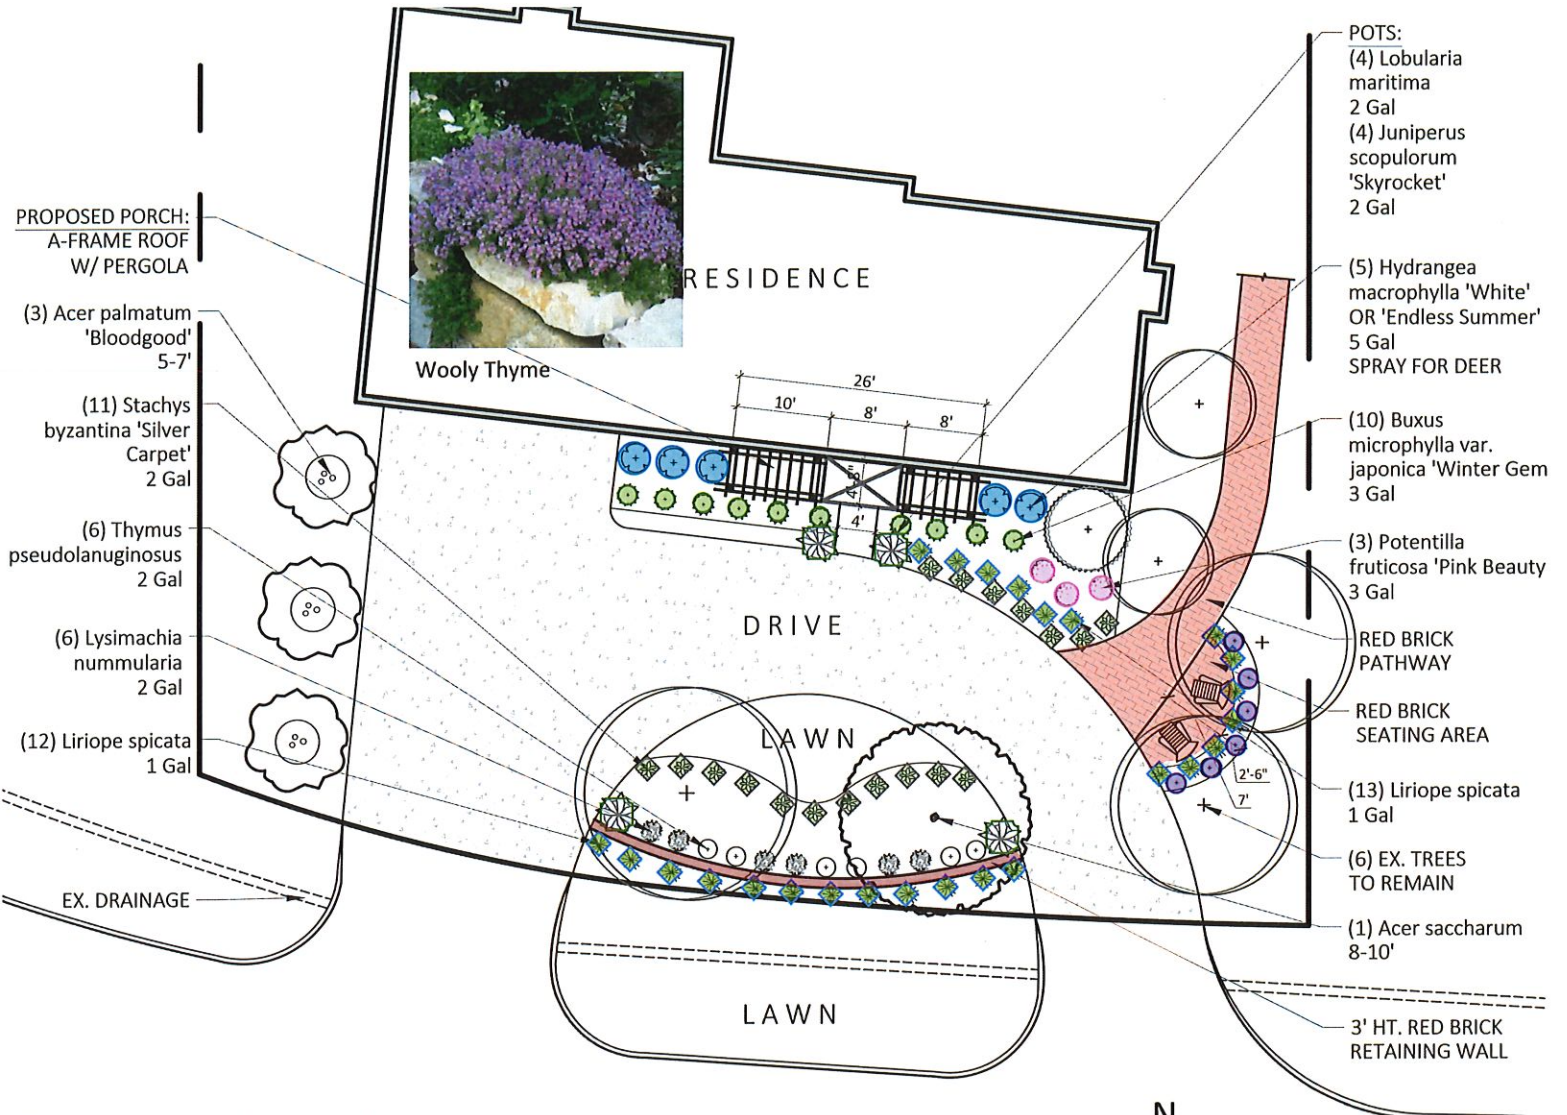 PROPOSED PORCH:
A-FRAME ROOF
W/ PERGOLA
(3) Acer palmatum
'Bloodgood'
5-7'
(11) Stachys
byzantina 'Silver
Carpet'
2 Gal
(6) Thymus
pseudolanuginosus
2 Gal
(6) Lysimachia
nummularia
2 Gal
(12) Liriope spicata
1 Gal
EX. DRAINAGE
RESIDENCE
Wooly Thyme
26'
10'
8'
8'
4'
DRIVE
LAWN
LAWN
2'-6"
7'
POTS:
(4) Lobularia
maritima
2 Gal
(4) Juniperus
scopulorum
'Skyrocket'
2 Gal
(5) Hydrangea
macrophylla 'White'
OR 'Endless Summer'
5 Gal
SPRAY FOR DEER
(10) Buxus
microphylla var.
japonica 'Winter Gem
3 Gal
(3) Potentilla
fruticosa 'Pink Beauty
3 Gal
RED BRICK
PATHWAY
RED BRICK
SEATING AREA
(13) Liriope spicata
1 Gal
(6) EX. TREES
TO REMAIN
(1) Acer saccharum
8-10'
3' HT. RED BRICK
RETAINING WALL
N